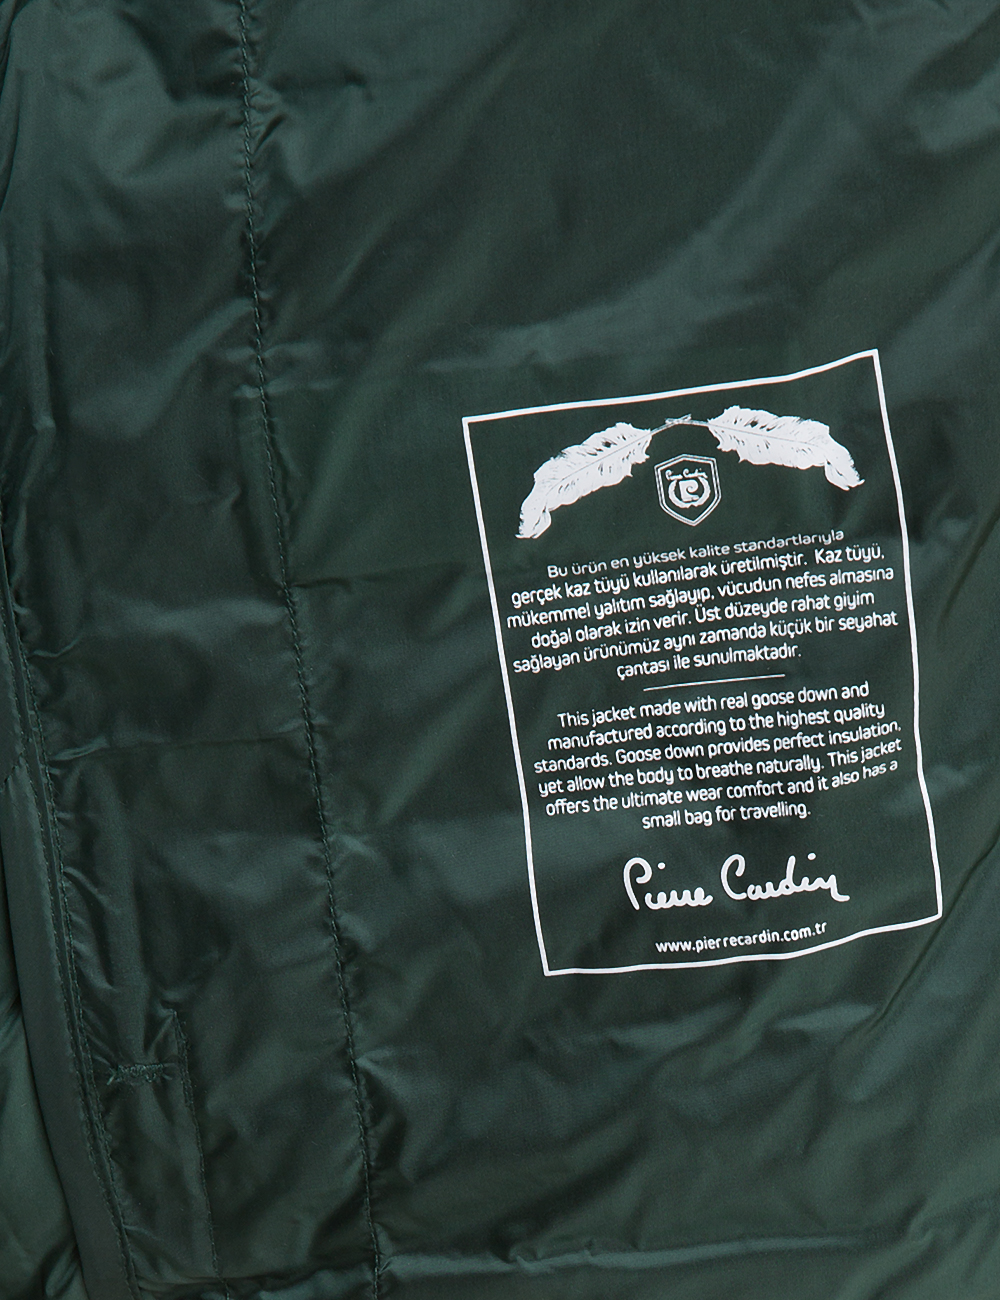 Pierre Cardin
Bu ürün en yüksek kalite standartlarıyla
gerçek kaz tüyü kullanılarak üretilmiştir. Kaz tüyü,
mükemmel yalıtım sağlayıp, vücudun nefes almasına
doğal olarak izin verir. Üst düzeyde rahat giyim
sağlayan ürünümüz aynı zamanda küçük bir seyahat
çantası ile sunulmaktadır.
This jacket made with real goose down and
manufactured according to the highest quality
standards. Goose down provides perfect insulation,
yet allow the body to breathe naturally. This jacket
offers the ultimate wear comfort and it also has a
small bag for travelling.
Pierre Cardin
www.pierrecardin.com.tr